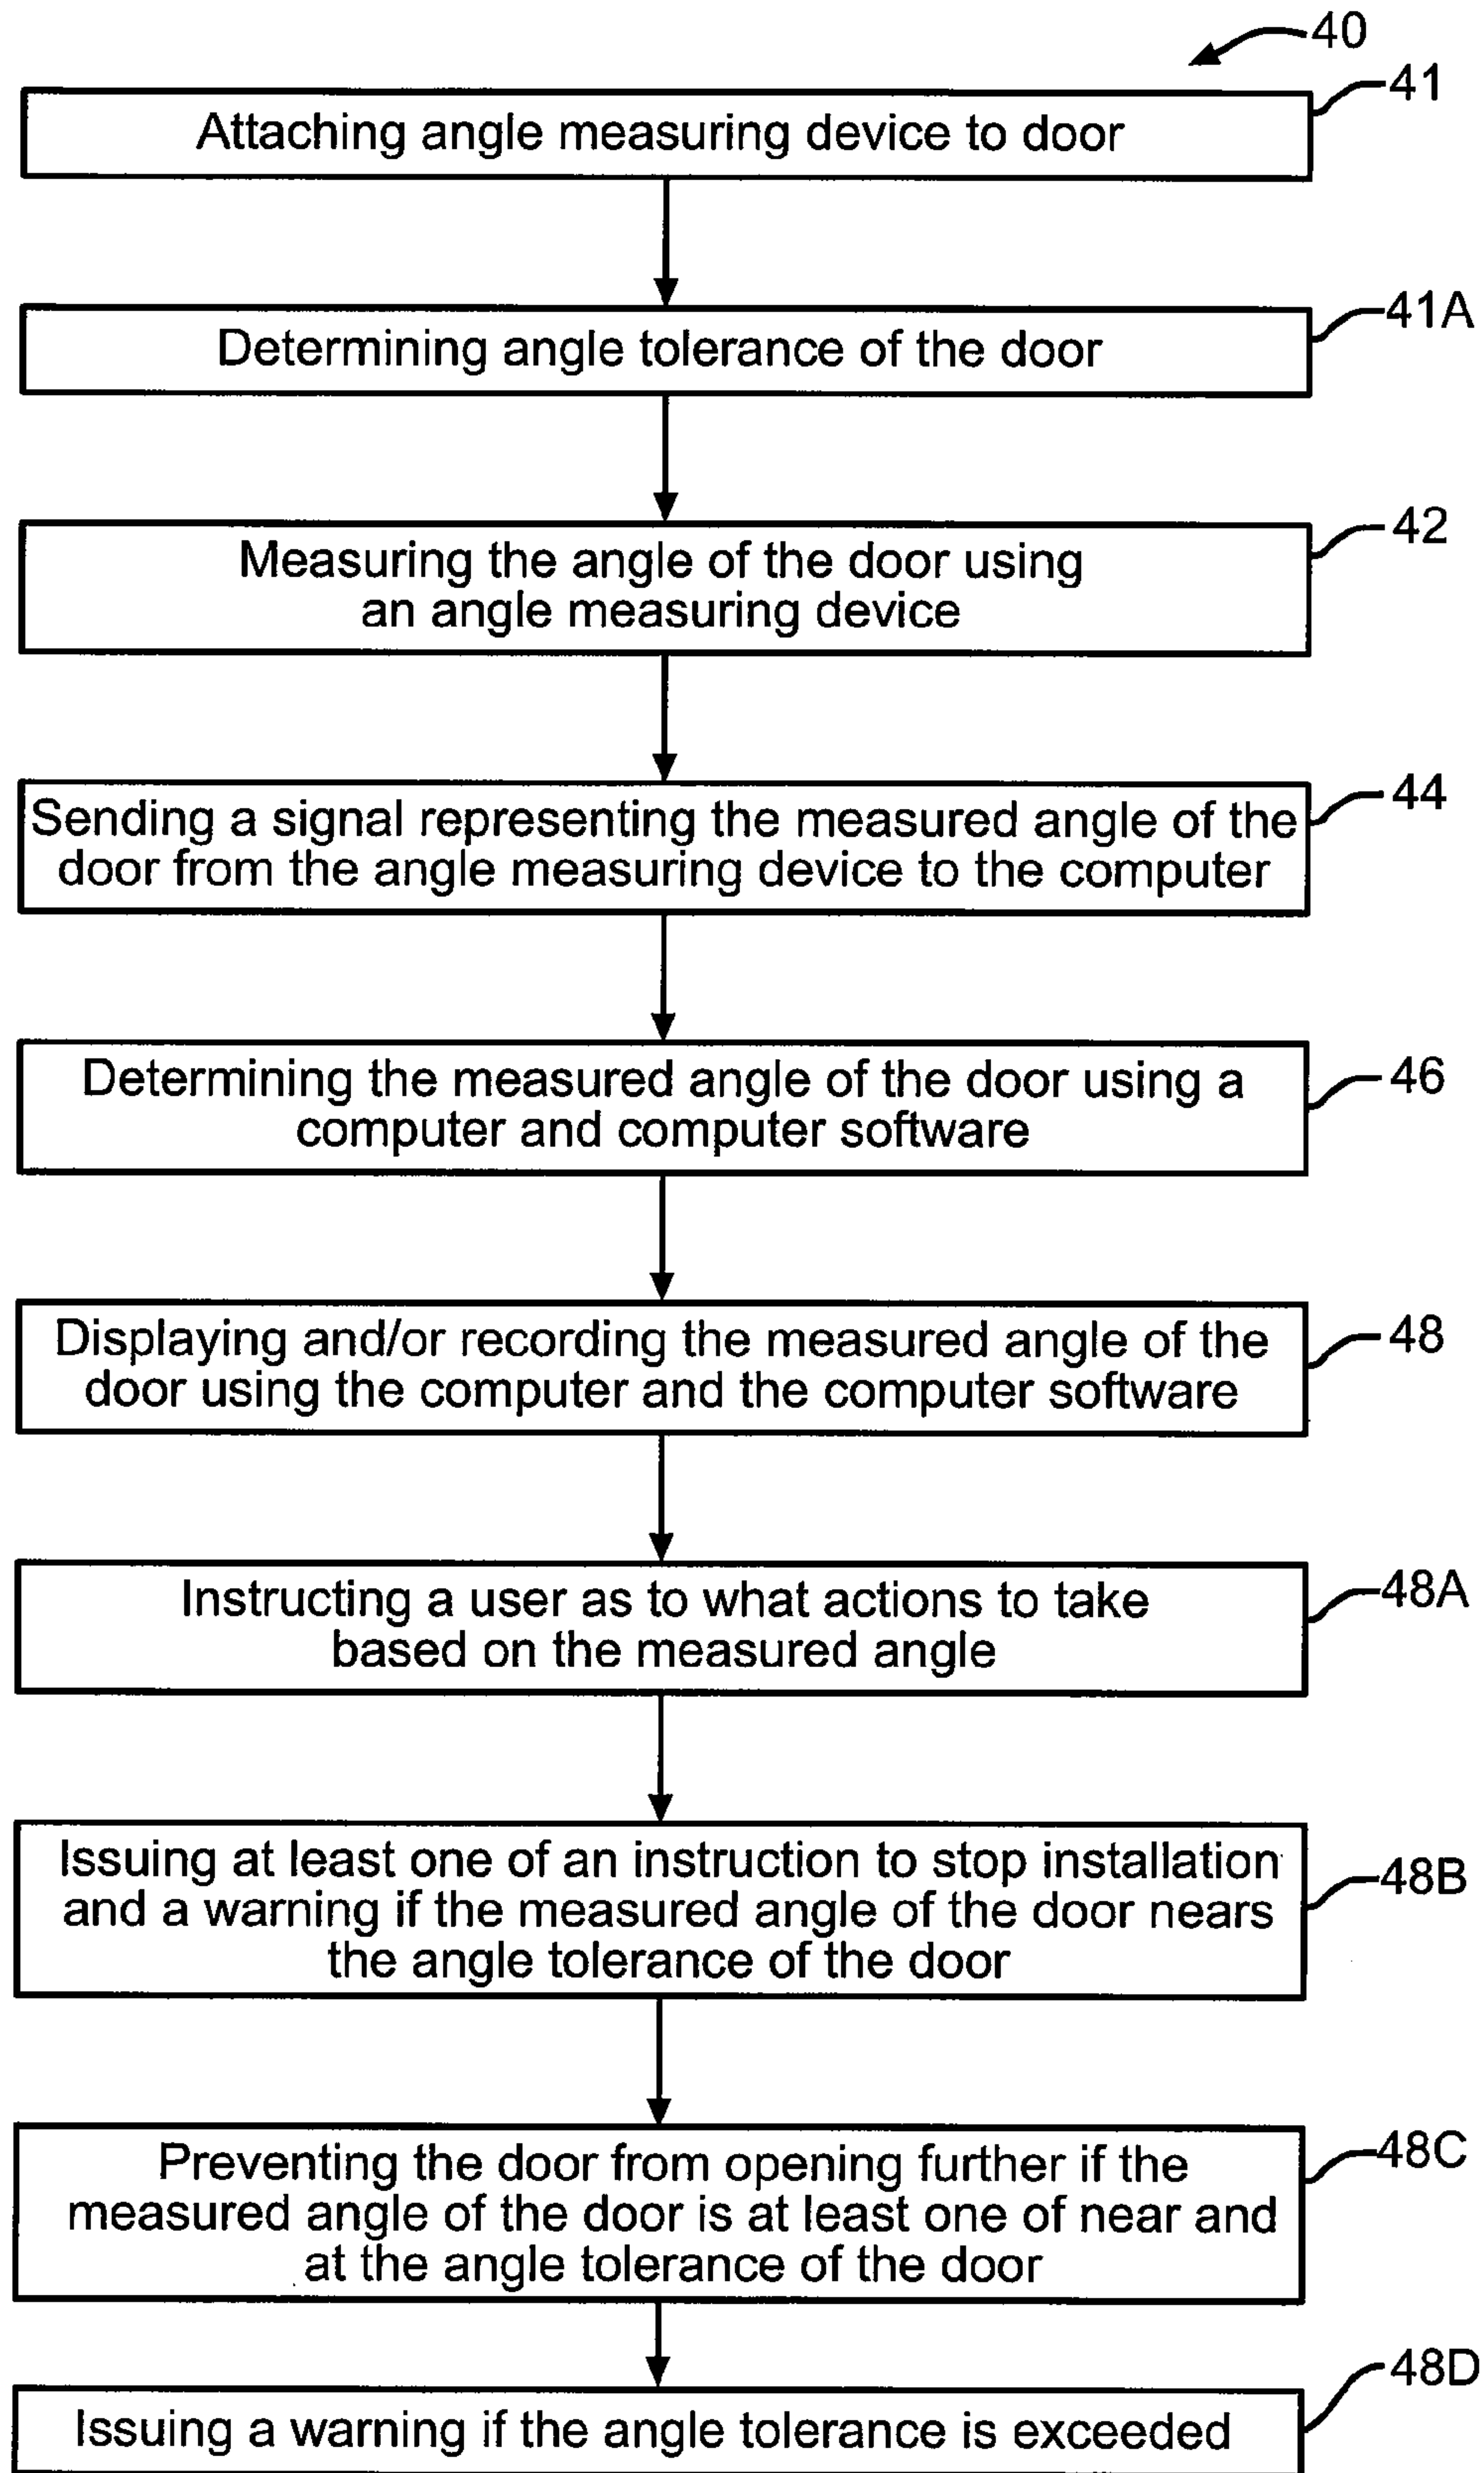 40
41
Attaching angle measuring device to door
41A
Determining angle tolerance of the door
42
Measuring the angle of the door using
an angle measuring device
44
Sending a signal representing the measured angle of the
door from the angle measuring device to the computer
46
Determining the measured angle of the door using a
computer and computer software
48
Displaying and/or recording the measured angle of the
door using the computer and the computer software
48A
Instructing a user as to what actions to take
based on the measured angle
48B
Issuing at least one of an instruction to stop installation
and a warning if the measured angle of the door nears
the angle tolerance of the door
48C
Preventing the door from opening further if the
measured angle of the door is at least one of near and
at the angle tolerance of the door
48D
Issuing a warning if the angle tolerance is exceeded